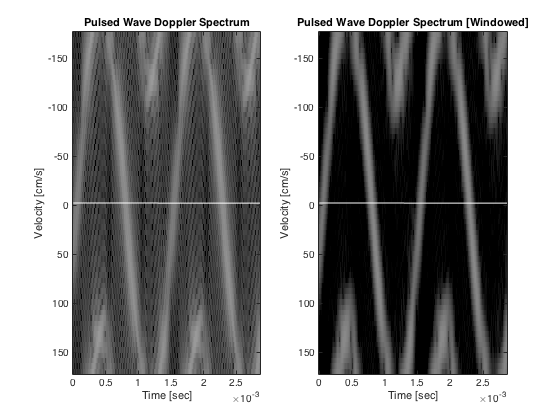 Pulsed Wave Doppler Spectrum
-150
-100
-50
0
50
100
150
Velocity [cm/s]
0 0.5 1 1.5 2 2.5
×10-3
Time [sec]
Pulsed Wave Doppler Spectrum [Windowed]
-150
-100
-50
0
50
100
150
Velocity [cm/s]
0 0.5 1 1.5 2 2.5
×10-3
Time [sec]